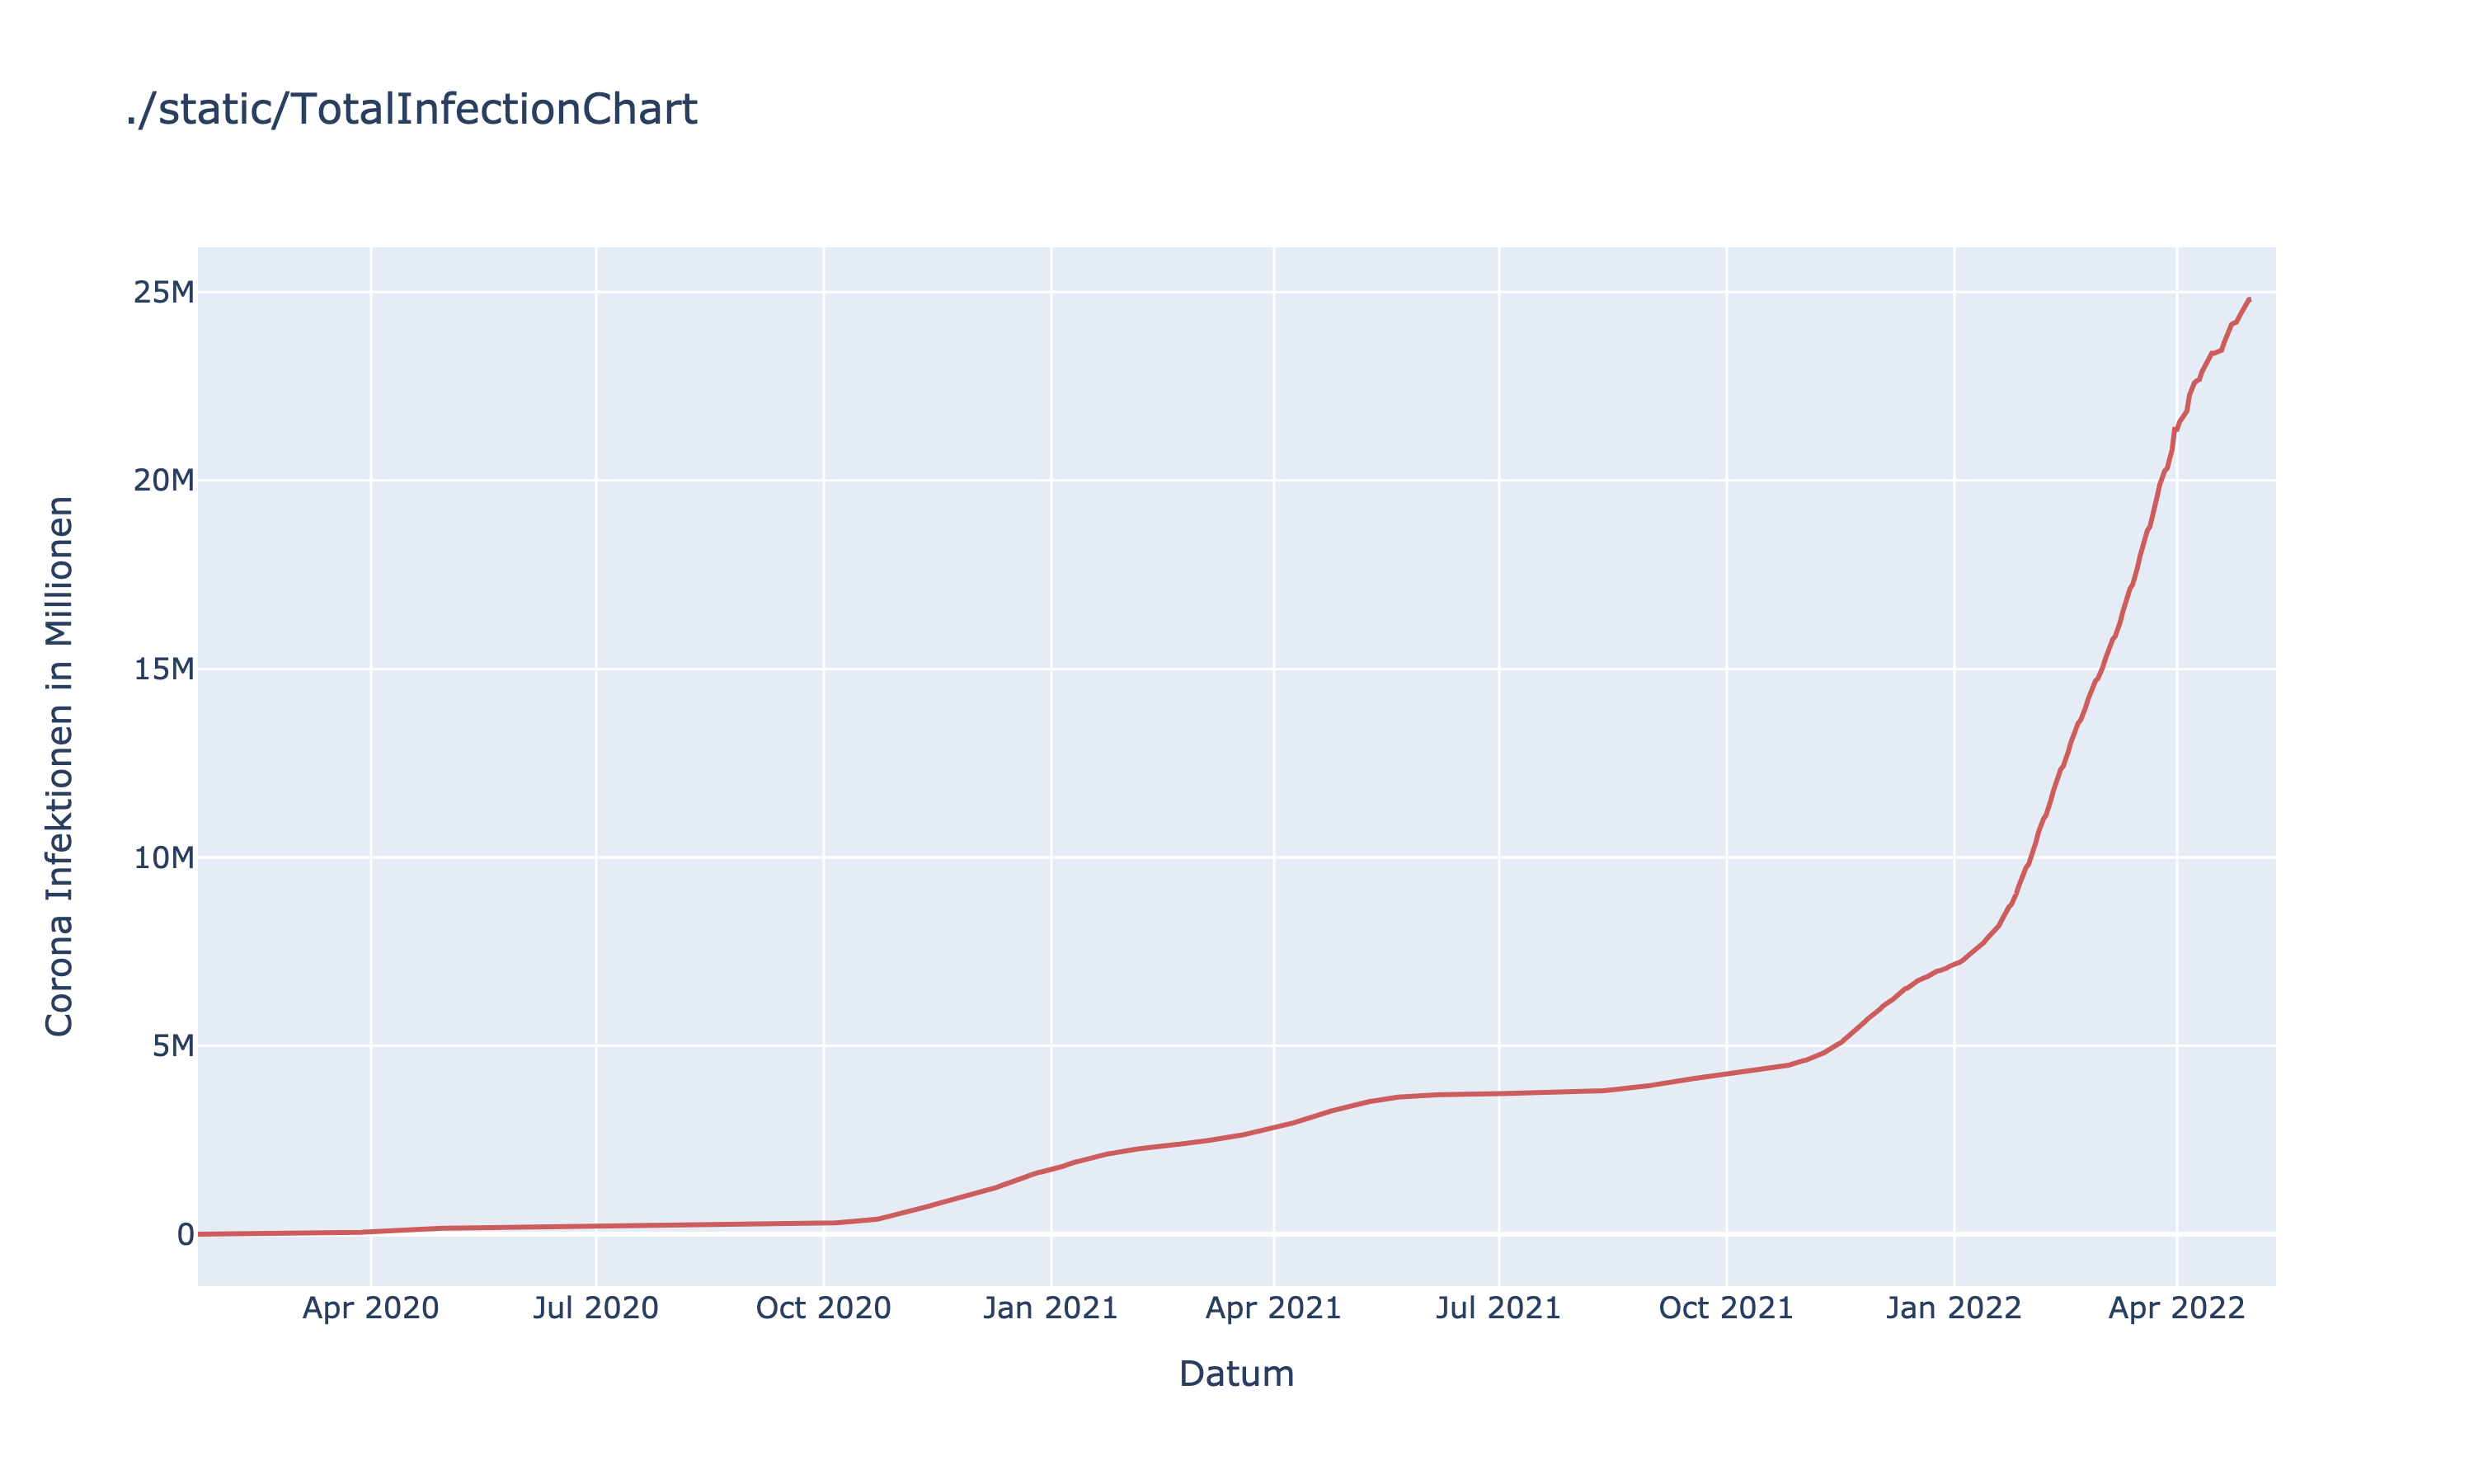 ./static/TotalInfectionChart
Corona Infektionen in Millionen
25M
20M
15M
10M
5M
0
Apr 2020 Jul 2020 Oct 2020 Jan 2021 Apr 2021 Jul 2021 Oct 2021 Jan 2022 Apr 2022
Datum